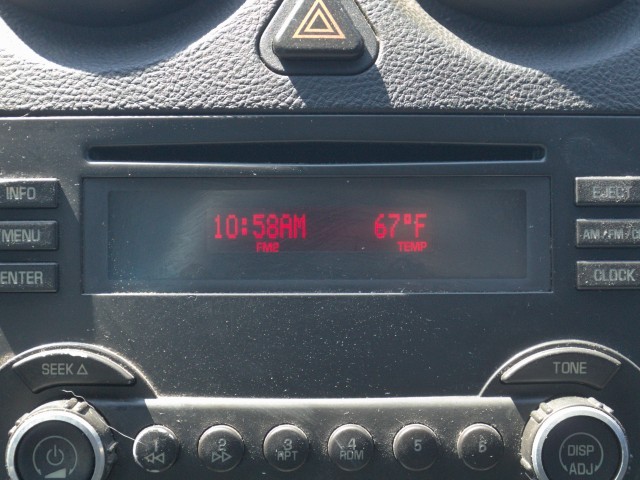 INFO
EJECT
10:58AM 67°F
FM2 TEMP
MENU
AM/FM/
ENTER
CLOCK
SEEK △
TONE
1 2 3 4 5 6
◁◁ ▷▷ RPT RDM
DISP
ADJ